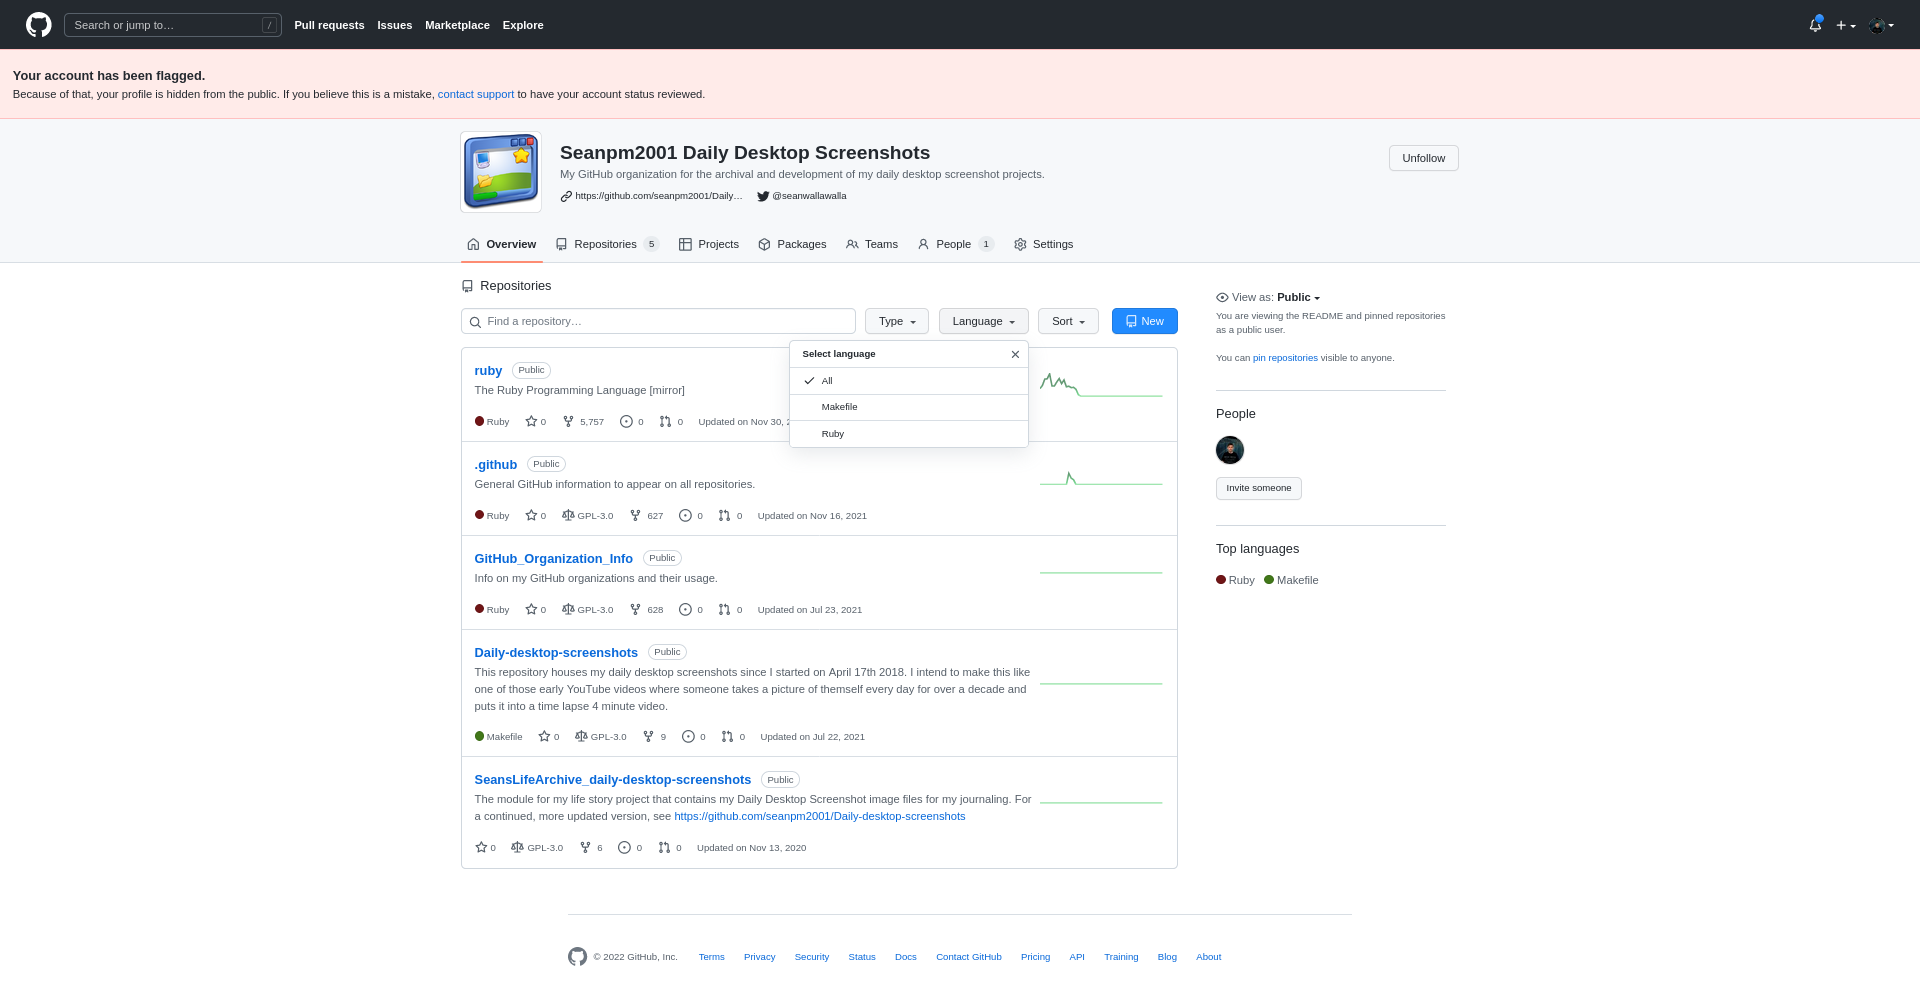 Search or jump to… /
Pull requests Issues Marketplace Explore
Your account has been flagged.
Because of that, your profile is hidden from the public. If you believe this is a mistake, contact support to have your account status reviewed.
Seanpm2001 Daily Desktop Screenshots
My GitHub organization for the archival and development of my daily desktop screenshot projects.
https://github.com/seanpm2001/Daily… @seanwallawalla
Unfollow
Overview Repositories 5 Projects Packages Teams People 1 Settings
Repositories
Find a repository… Type Language Sort New
Select language
All
Makefile
Ruby
ruby Public
The Ruby Programming Language [mirror]
Ruby 0 5,757 0 0 Updated on Nov 30,
.github Public
General GitHub information to appear on all repositories.
Ruby 0 GPL-3.0 627 0 0 Updated on Nov 16, 2021
GitHub_Organization_Info Public
Info on my GitHub organizations and their usage.
Ruby 0 GPL-3.0 628 0 0 Updated on Jul 23, 2021
Daily-desktop-screenshots Public
This repository houses my daily desktop screenshots since I started on April 17th 2018. I intend to make this like
one of those early YouTube videos where someone takes a picture of themself every day for over a decade and
puts it into a time lapse 4 minute video.
Makefile 0 GPL-3.0 9 0 0 Updated on Jul 22, 2021
SeansLifeArchive_daily-desktop-screenshots Public
The module for my life story project that contains my Daily Desktop Screenshot image files for my journaling. For
a continued, more updated version, see https://github.com/seanpm2001/Daily-desktop-screenshots
0 GPL-3.0 6 0 0 Updated on Nov 13, 2020
View as: Public
You are viewing the README and pinned repositories
as a public user.
You can pin repositories visible to anyone.
People
Invite someone
Top languages
Ruby Makefile
© 2022 GitHub, Inc. Terms Privacy Security Status Docs Contact GitHub Pricing API Training Blog About